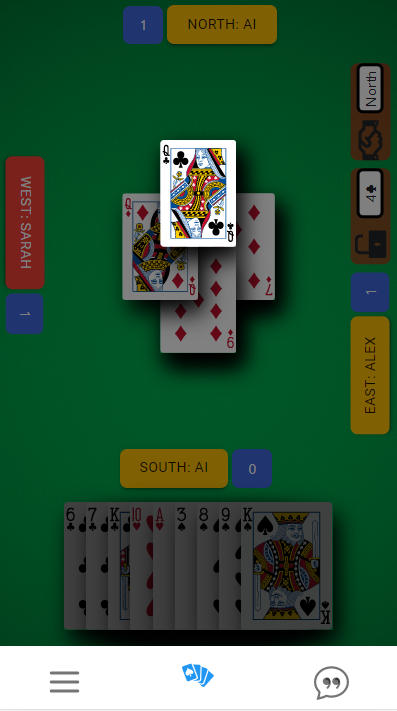 1 NORTH: AI
North
4♣
1
EAST: ALEX
WEST: SARAH
1
Q
Q
Q
Q
7
9
SOUTH: AI 0
6 7 K 10 A 3 8 9 K
K